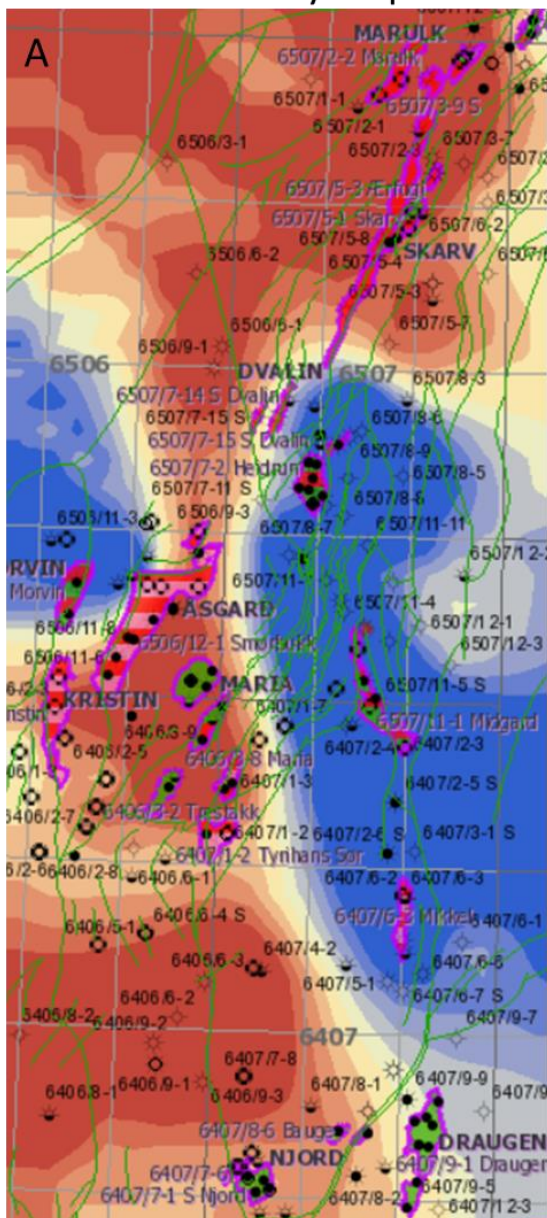 A
MARULK
6507/2-2 Marulk
6507/1-1
6507/3-9 S
6507/2-1
6507/2-3
6507/3-7
6506/3-1
6507/5-1 Skarv
6507/6-2
6507/5-8
SKARV
6506/6-2
6507/5-4
6507/5-3
6506/6-1
6507/5-7
6506/9-1
6506
DVALIN
6507
6507/8-3
6507/7-14 S Dvalin
6507/7-15 S
6507/8-6
6507/7-15 S Dvalin
6507/8-9
6507/7-2 Heidrun
6507/8-5
6507/7-11 S
6506/11-3
6506/9-3
6507/8-7
6507/11-11
Morvin
6507/11-4
ÅSGARD
6507/12-1
6506/11-8
6506/12-1 Smørbukk
6507/12-3
6506/11-6
MARIA
6507/11-5 S
KRISTIN
6407/1-7
6507/11-1 Midgard
6406/3-9
6406/2-5
6407/2-4
6407/2-3
6406/3-8 Maria
6407/1-3
6407/2-5 S
6406/3-2 Trestakk
6406/2-7
6407/1-2
6407/2-6 S
6407/3-1 S
6407/1-2 Tyrihans Sør
6406/2-8
6406/6-1
6407/6-2
6407/6-3
6407/6-3 Mikkel
6406/5-1
6406/6-4 S
6407/6-1
6407/4-2
6406/6-3
6407/6-6
6407/5-1
6407/6-7 S
6406/6-2
6406/8-2
6406/9-2
6407
6407/9-7
6407/7-8
6406/8-1
6406/9-1
6406/9-3
6407/8-1
6407/9-9
6407/8-6 Bauge
DRAUGEN
NJORD
6407/9-1 Draugen
6407/7-6
6407/7-1 S Njord
6407/9-5
6407/8-2
6407/12-3